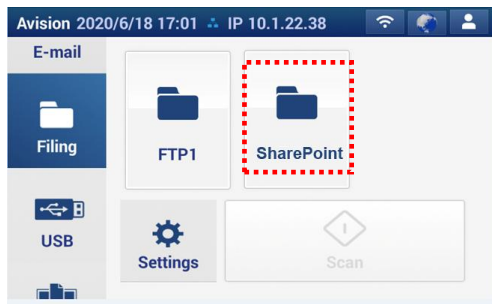 Avision 2020/6/18 17:01 IP 10.1.22.38
E-mail
Filing
FTP1
SharePoint
USB
Settings
Scan